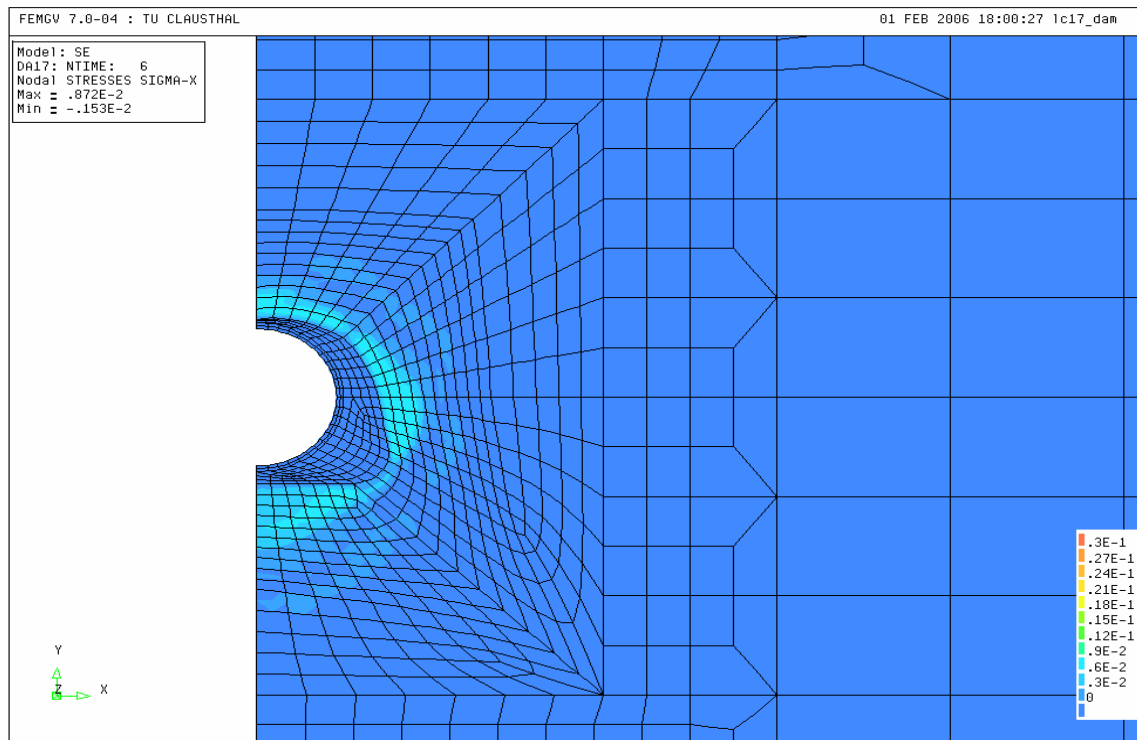 FEMGV 7.0-04 : TU CLAUSTHAL
01 FEB 2006 18:00:27 lc17_dam
Model: SE
DA17: NTIME: 6
Nodal STRESSES SIGMA-X
Max = .872E-2
Min = -.153E-2
.3E-1
.27E-1
.24E-1
.21E-1
.18E-1
.15E-1
.12E-1
.9E-2
.6E-2
.3E-2
0
Y
Z X